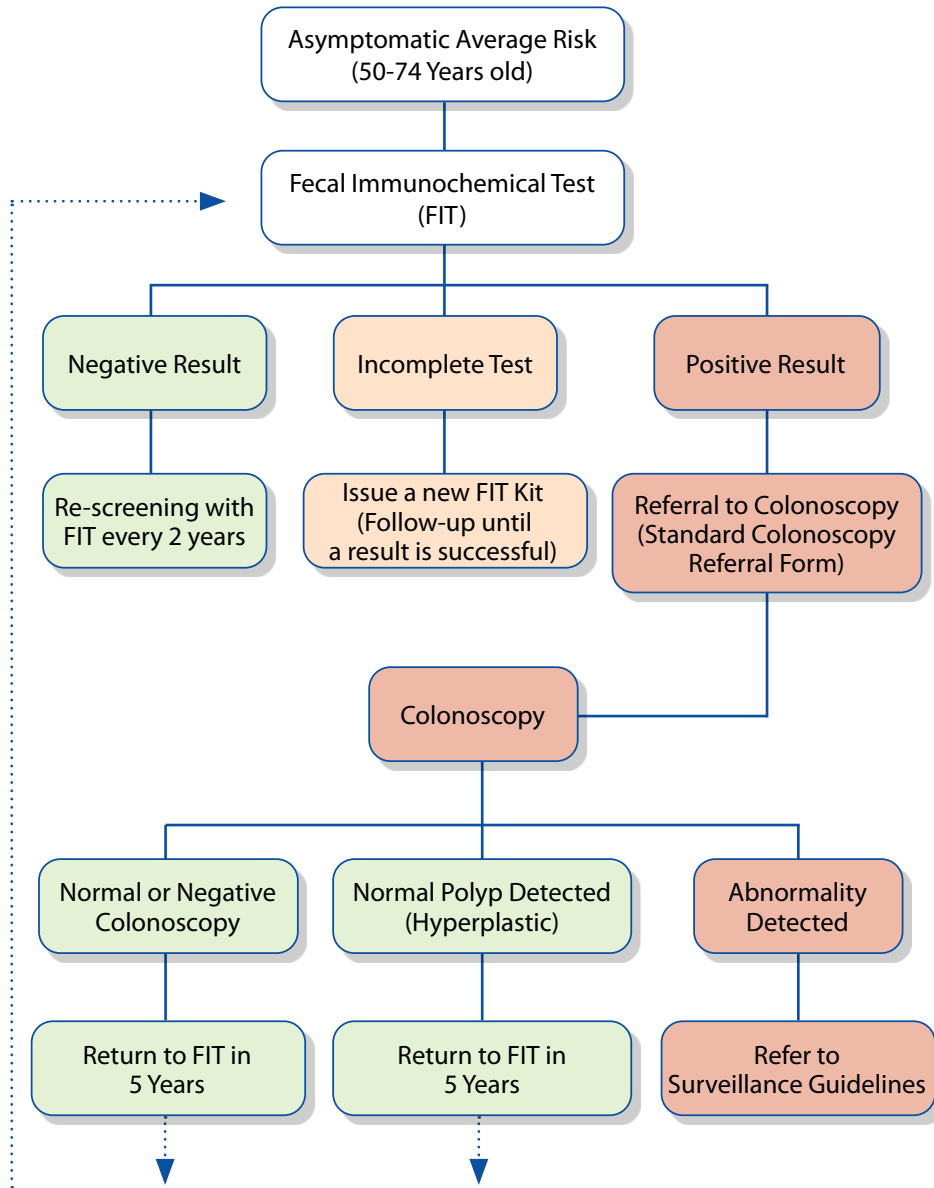 Asymptomatic Average Risk
(50-74 Years old)
Fecal Immunochemical Test
(FIT)
Negative Result
Incomplete Test
Positive Result
Re-screening with
FIT every 2 years
Issue a new FIT Kit
(Follow-up until
a result is successful)
Referral to Colonoscopy
(Standard Colonoscopy
Referral Form)
Colonoscopy
Normal or Negative
Colonoscopy
Normal Polyp Detected
(Hyperplastic)
Abnormality
Detected
Return to FIT in
5 Years
Return to FIT in
5 Years
Refer to
Surveillance Guidelines